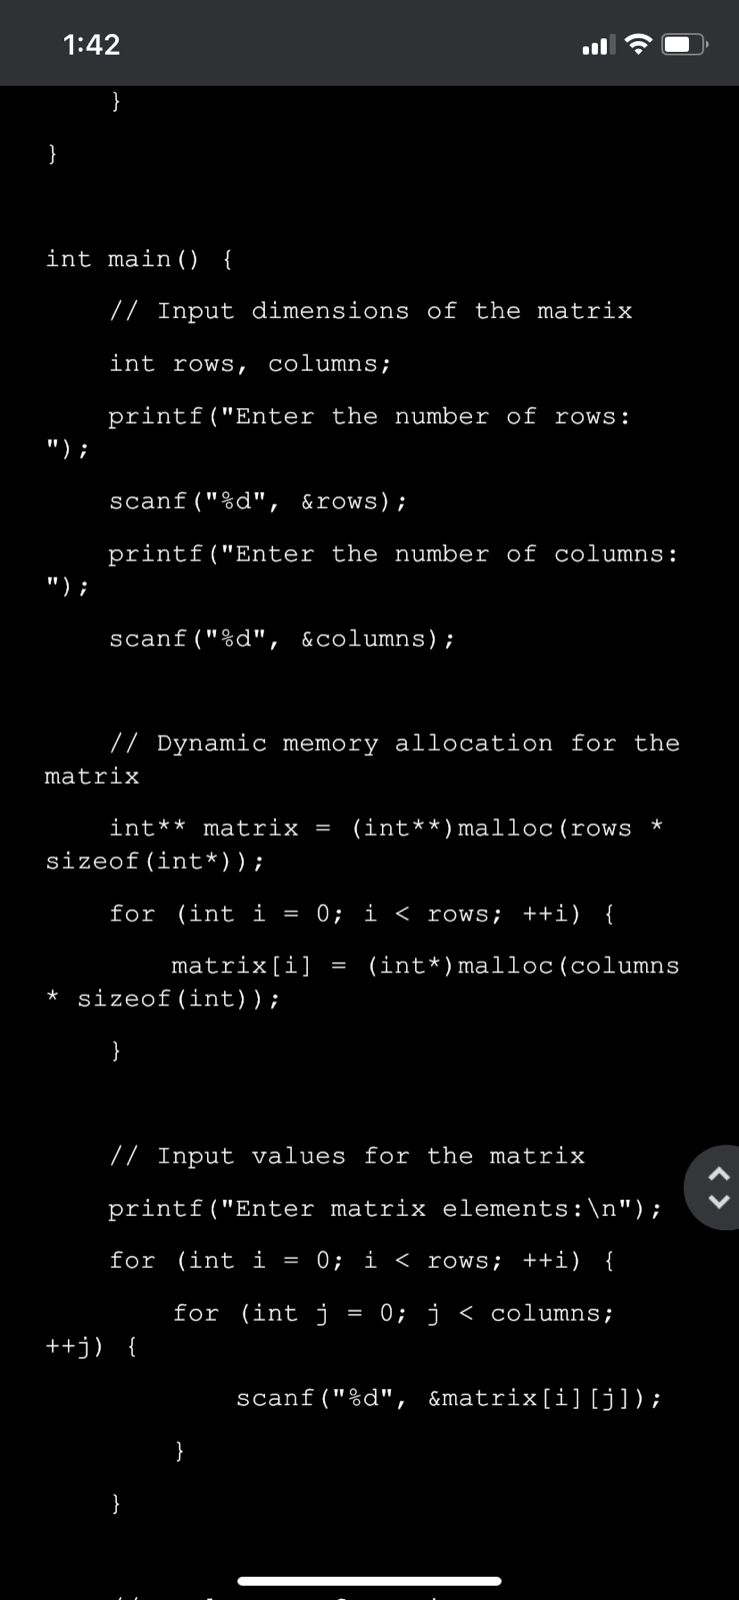 1:42
}
}
int main() {
// Input dimensions of the matrix
int rows, columns;
printf("Enter the number of rows:
");
scanf("%d", &rows);
printf("Enter the number of columns:
");
scanf("%d", &columns);
// Dynamic memory allocation for the
matrix
int** matrix = (int**)malloc(rows *
sizeof(int*));
for (int i = 0; i < rows; ++i) {
matrix[i] = (int*)malloc(columns
* sizeof(int));
}
// Input values for the matrix
printf("Enter matrix elements:\n");
for (int i = 0; i < rows; ++i) {
for (int j = 0; j < columns;
++j) {
scanf("%d", &matrix[i][j]);
}
}